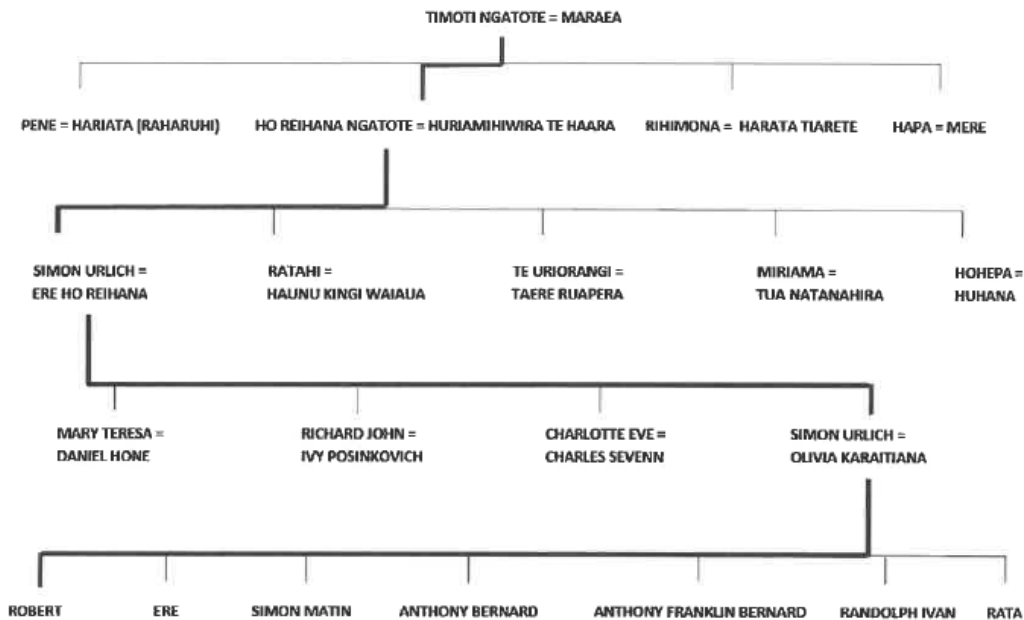 TIMOTI NGATOTE = MARAEA
PENE = HARIATA (RAHARUHI)
HO REIHANA NGATOTE = HURIAMIHIWIRA TE HAARA
RIHIMONA = HARATA TIARETE
HAPA = MERE
SIMON URLICH =
ERE HO REIHANA
RATAHI =
HAUNU KINGI WAIAUA
TE URIORANGI =
TAERE RUAPERA
MIRIAMA =
TUA NATANAHIRA
HOHEPA =
HUHANA
MARY TERESA =
DANIEL HONE
RICHARD JOHN =
IVY POSINKOVICH
CHARLOTTE EVE =
CHARLES SEVENN
SIMON URLICH =
OLIVIA KARAITIANA
ROBERT
ERE
SIMON MATIN
ANTHONY BERNARD
ANTHONY FRANKLIN BERNARD
RANDOLPH IVAN
RATA